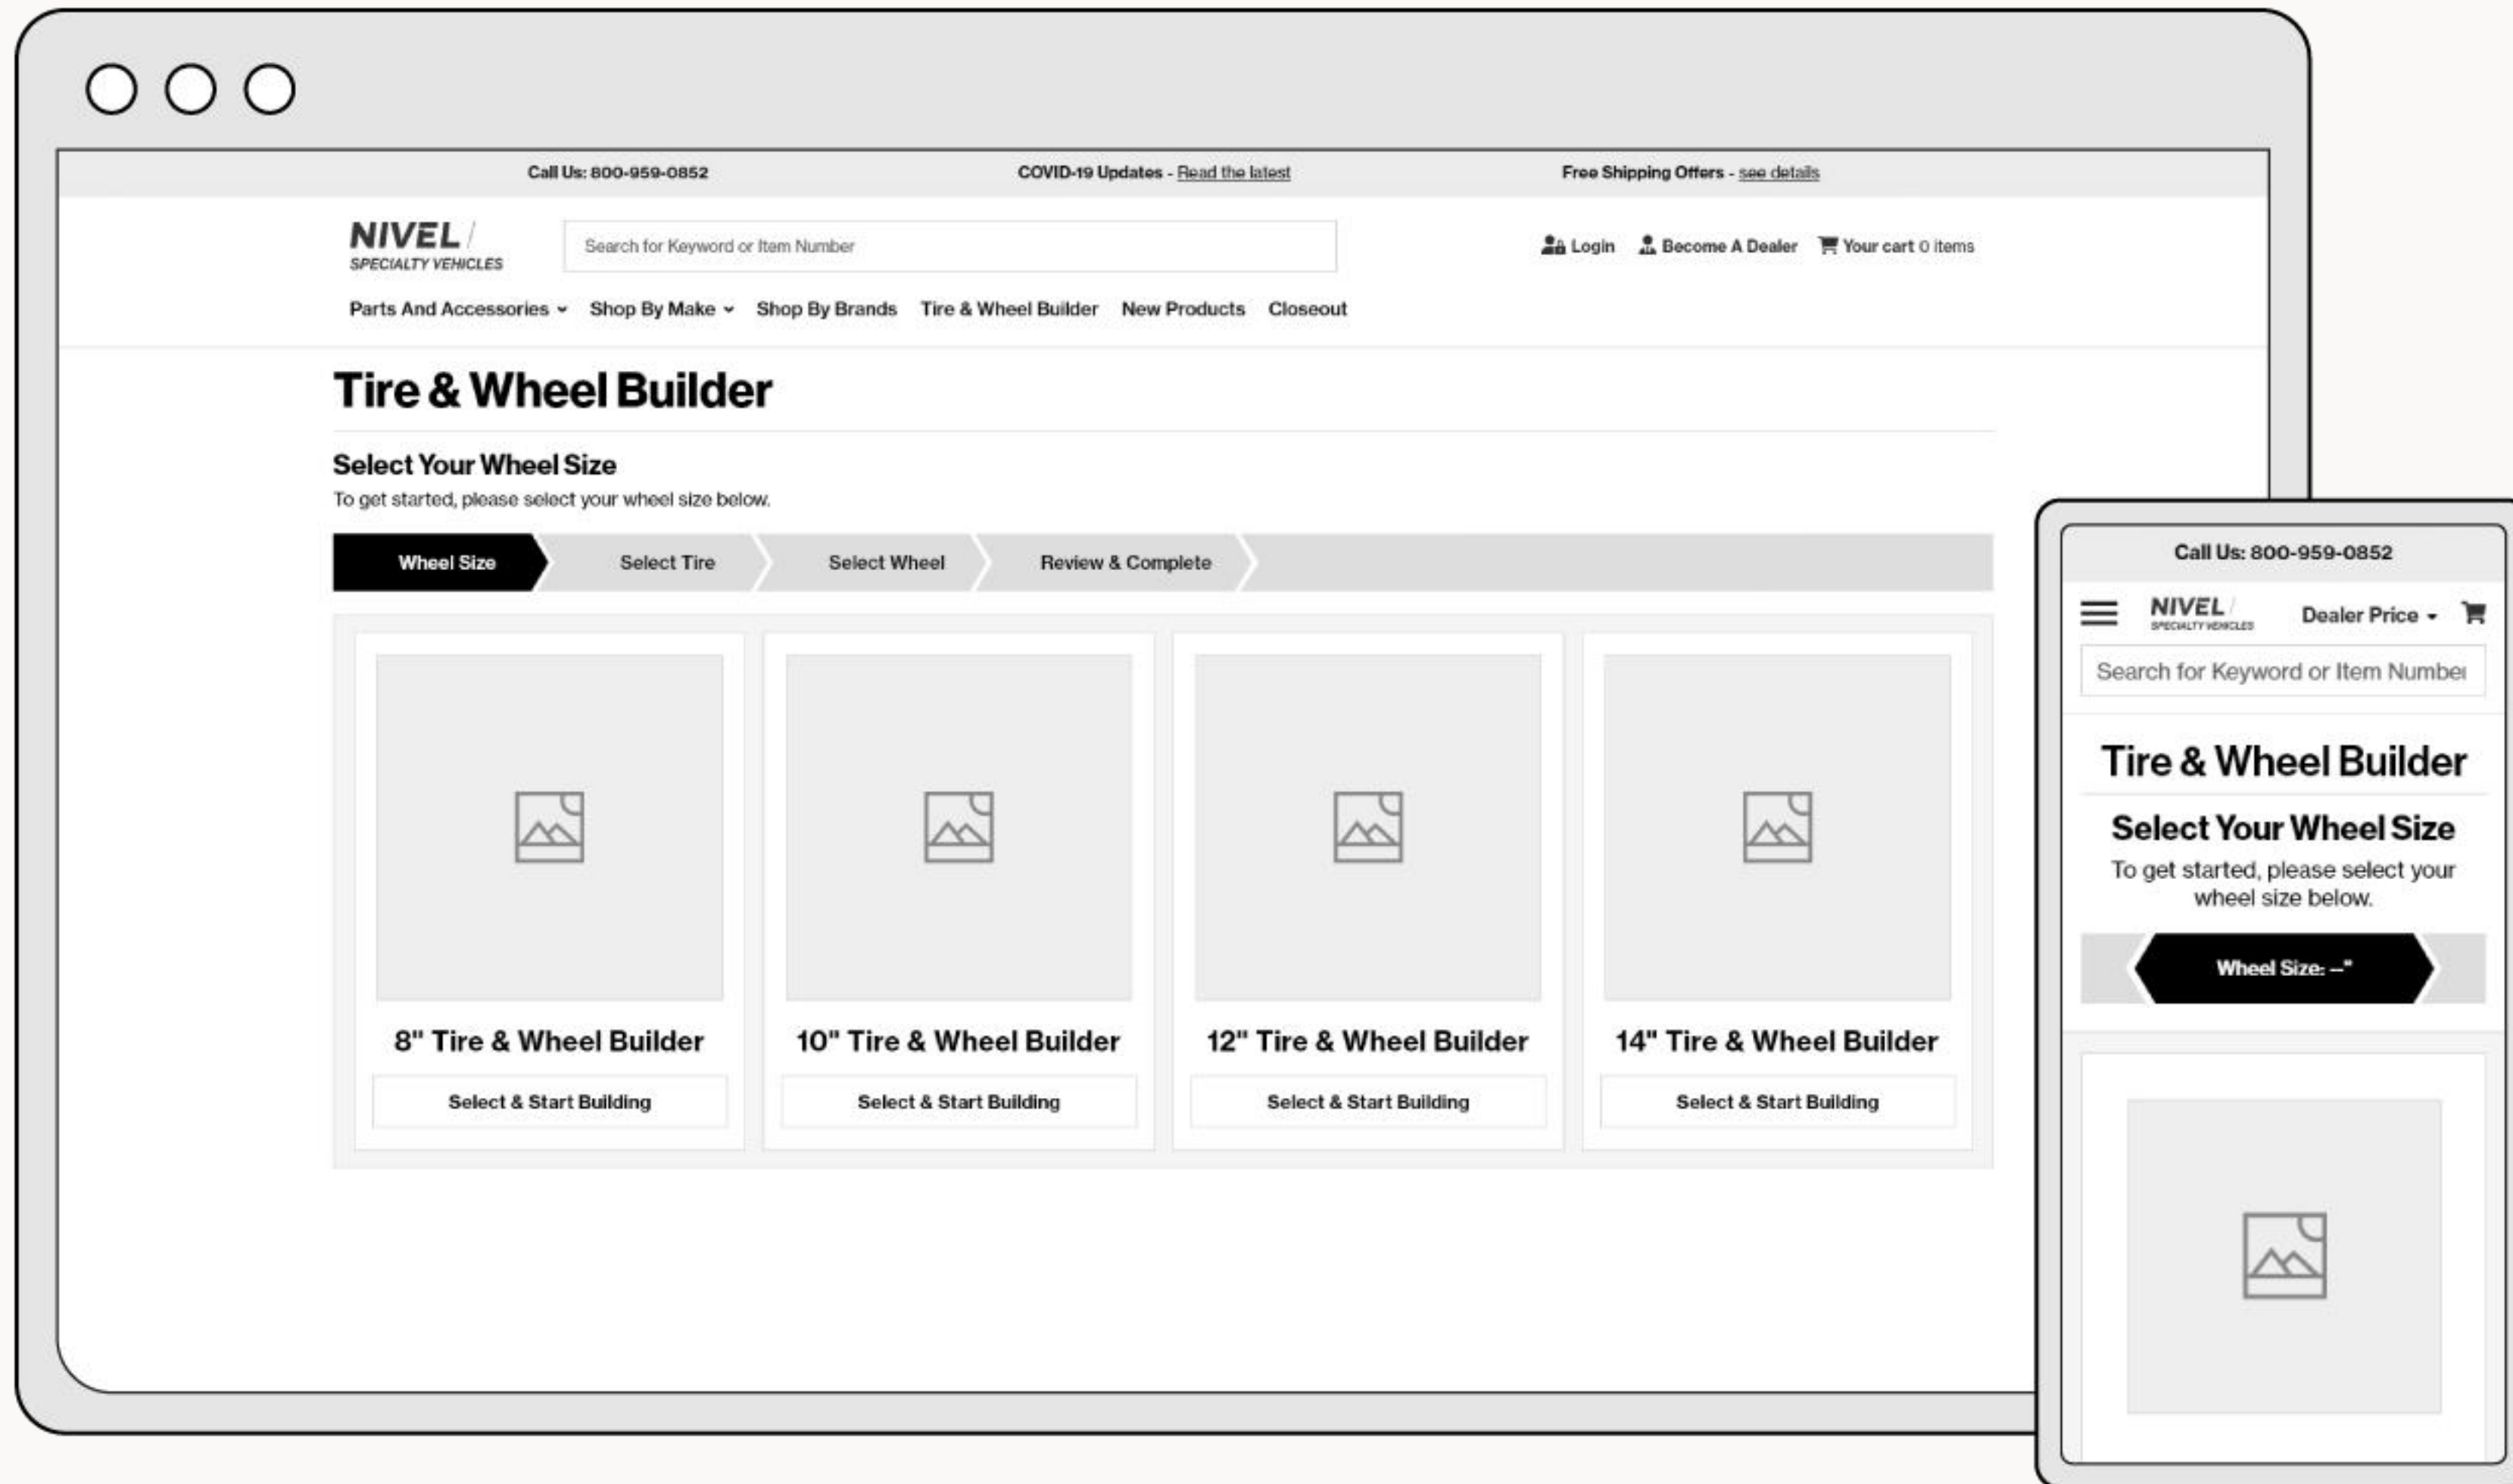 Call Us: 800-959-0852 COVID-19 Updates - Read the latest Free Shipping Offers - see details
NIVEL/
SPECIALTY VEHICLES
Search for Keyword or Item Number
Login Become A Dealer Your cart 0 items
Parts And Accessories Shop By Make Shop By Brands Tire & Wheel Builder New Products Closeout
Tire & Wheel Builder
Select Your Wheel Size
To get started, please select your wheel size below.
Wheel Size Select Tire Select Wheel Review & Complete
8" Tire & Wheel Builder 10" Tire & Wheel Builder 12" Tire & Wheel Builder 14" Tire & Wheel Builder
Select & Start Building Select & Start Building Select & Start Building Select & Start Building
Call Us: 800-959-0852
NIVEL/
SPECIALTY VEHICLES
Dealer Price
Search for Keyword or Item Number
Tire & Wheel Builder
Select Your Wheel Size
To get started, please select your
wheel size below.
Wheel Size: --"